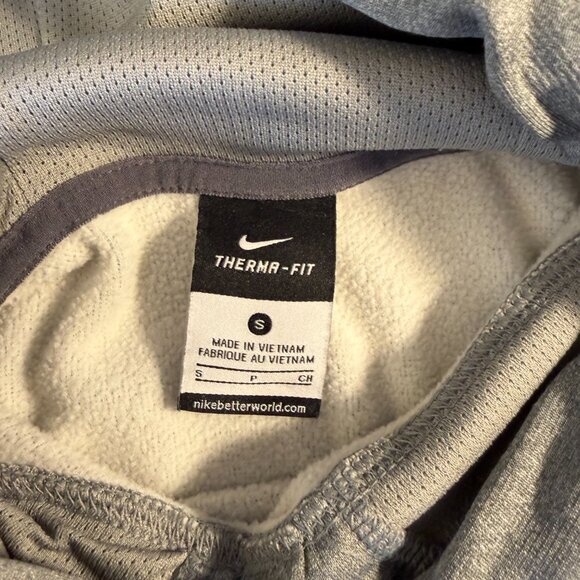 THERMA-FIT
S
MADE IN VIETNAM
FABRIQUE AU VIETNAM
S P CH
nikebetterworld.com